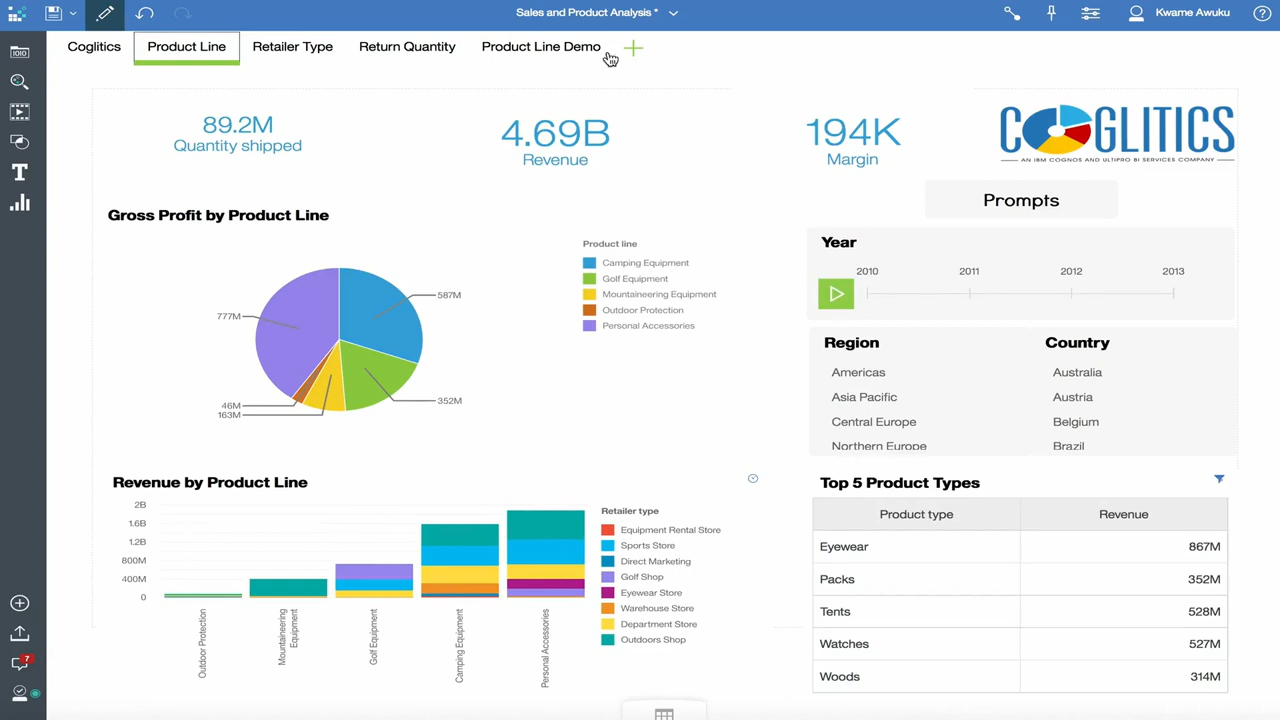 Sales and Product Analysis *
Kwame Awuku
Coglitics
Product Line
Retailer Type
Return Quantity
Product Line Demo
89.2M
Quantity shipped
4.69B
Revenue
194K
Margin
COGLITICS
AN IBM COGNOS AND ULTIPRO BI SERVICES COMPANY
Prompts
Gross Profit by Product Line
Product line
Camping Equipment
Golf Equipment
Mountaineering Equipment
Outdoor Protection
Personal Accessories
587M
777M
352M
46M
163M
Year
2010 2011 2012 2013
Region
Americas
Asia Pacific
Central Europe
Northern Europe
Country
Australia
Austria
Belgium
Brazil
Revenue by Product Line
2B
1.6B
1.2B
800M
400M
0
Outdoor Protection
Mountaineering
Equipment
Golf Equipment
Camping Equipment
Personal Accessories
Retailer type
Equipment Rental Store
Sports Store
Direct Marketing
Golf Shop
Eyewear Store
Warehouse Store
Department Store
Outdoors Shop
Top 5 Product Types
Product type Revenue
Eyewear 867M
Packs 352M
Tents 528M
Watches 527M
Woods 314M
7